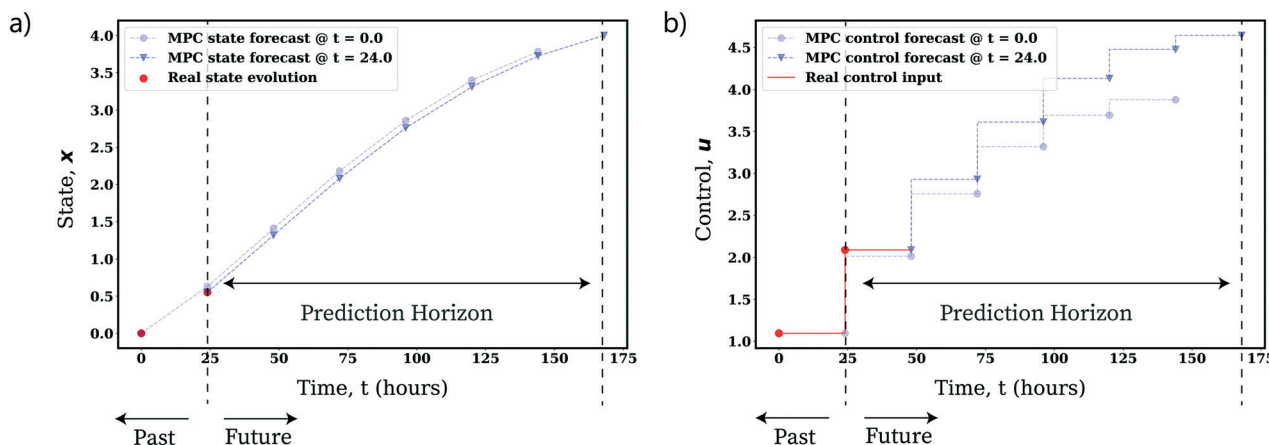 a)
MPC state forecast @ t = 0.0
MPC state forecast @ t = 24.0
Real state evolution
4.0
3.5
3.0
2.5
2.0
1.5
1.0
0.5
0.0
State, x
Prediction Horizon
0 25 50 75 100 125 150 175
Time, t (hours)
Past Future
b)
MPC control forecast @ t = 0.0
MPC control forecast @ t = 24.0
Real control input
4.5
4.0
3.5
3.0
2.5
2.0
1.5
1.0
Control, u
Prediction Horizon
0 25 50 75 100 125 150 175
Time, t (hours)
Past Future